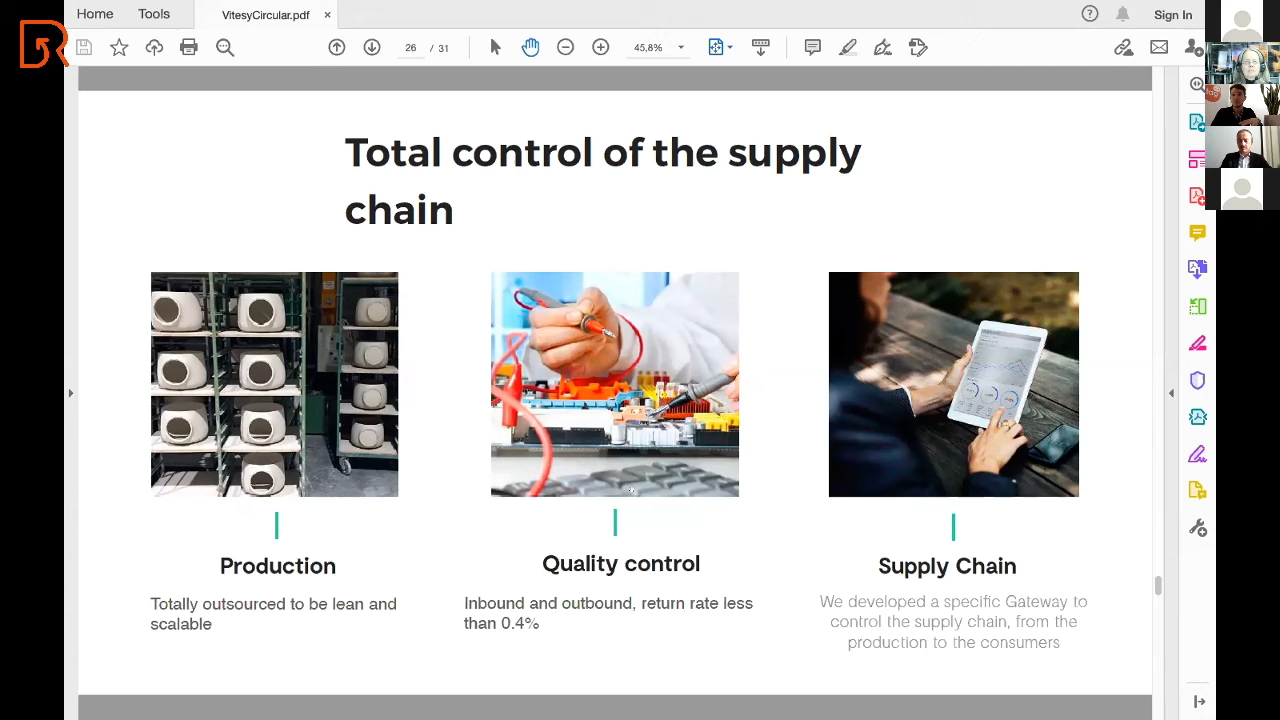 Home
Tools
VitesyCircular.pdf
Sign In
26 / 31
45,8%
Total control of the supply
chain
Production
Totally outsourced to be lean and
scalable
Quality control
Inbound and outbound, return rate less
than 0.4%
Supply Chain
We developed a specific Gateway to
control the supply chain, from the
production to the consumers